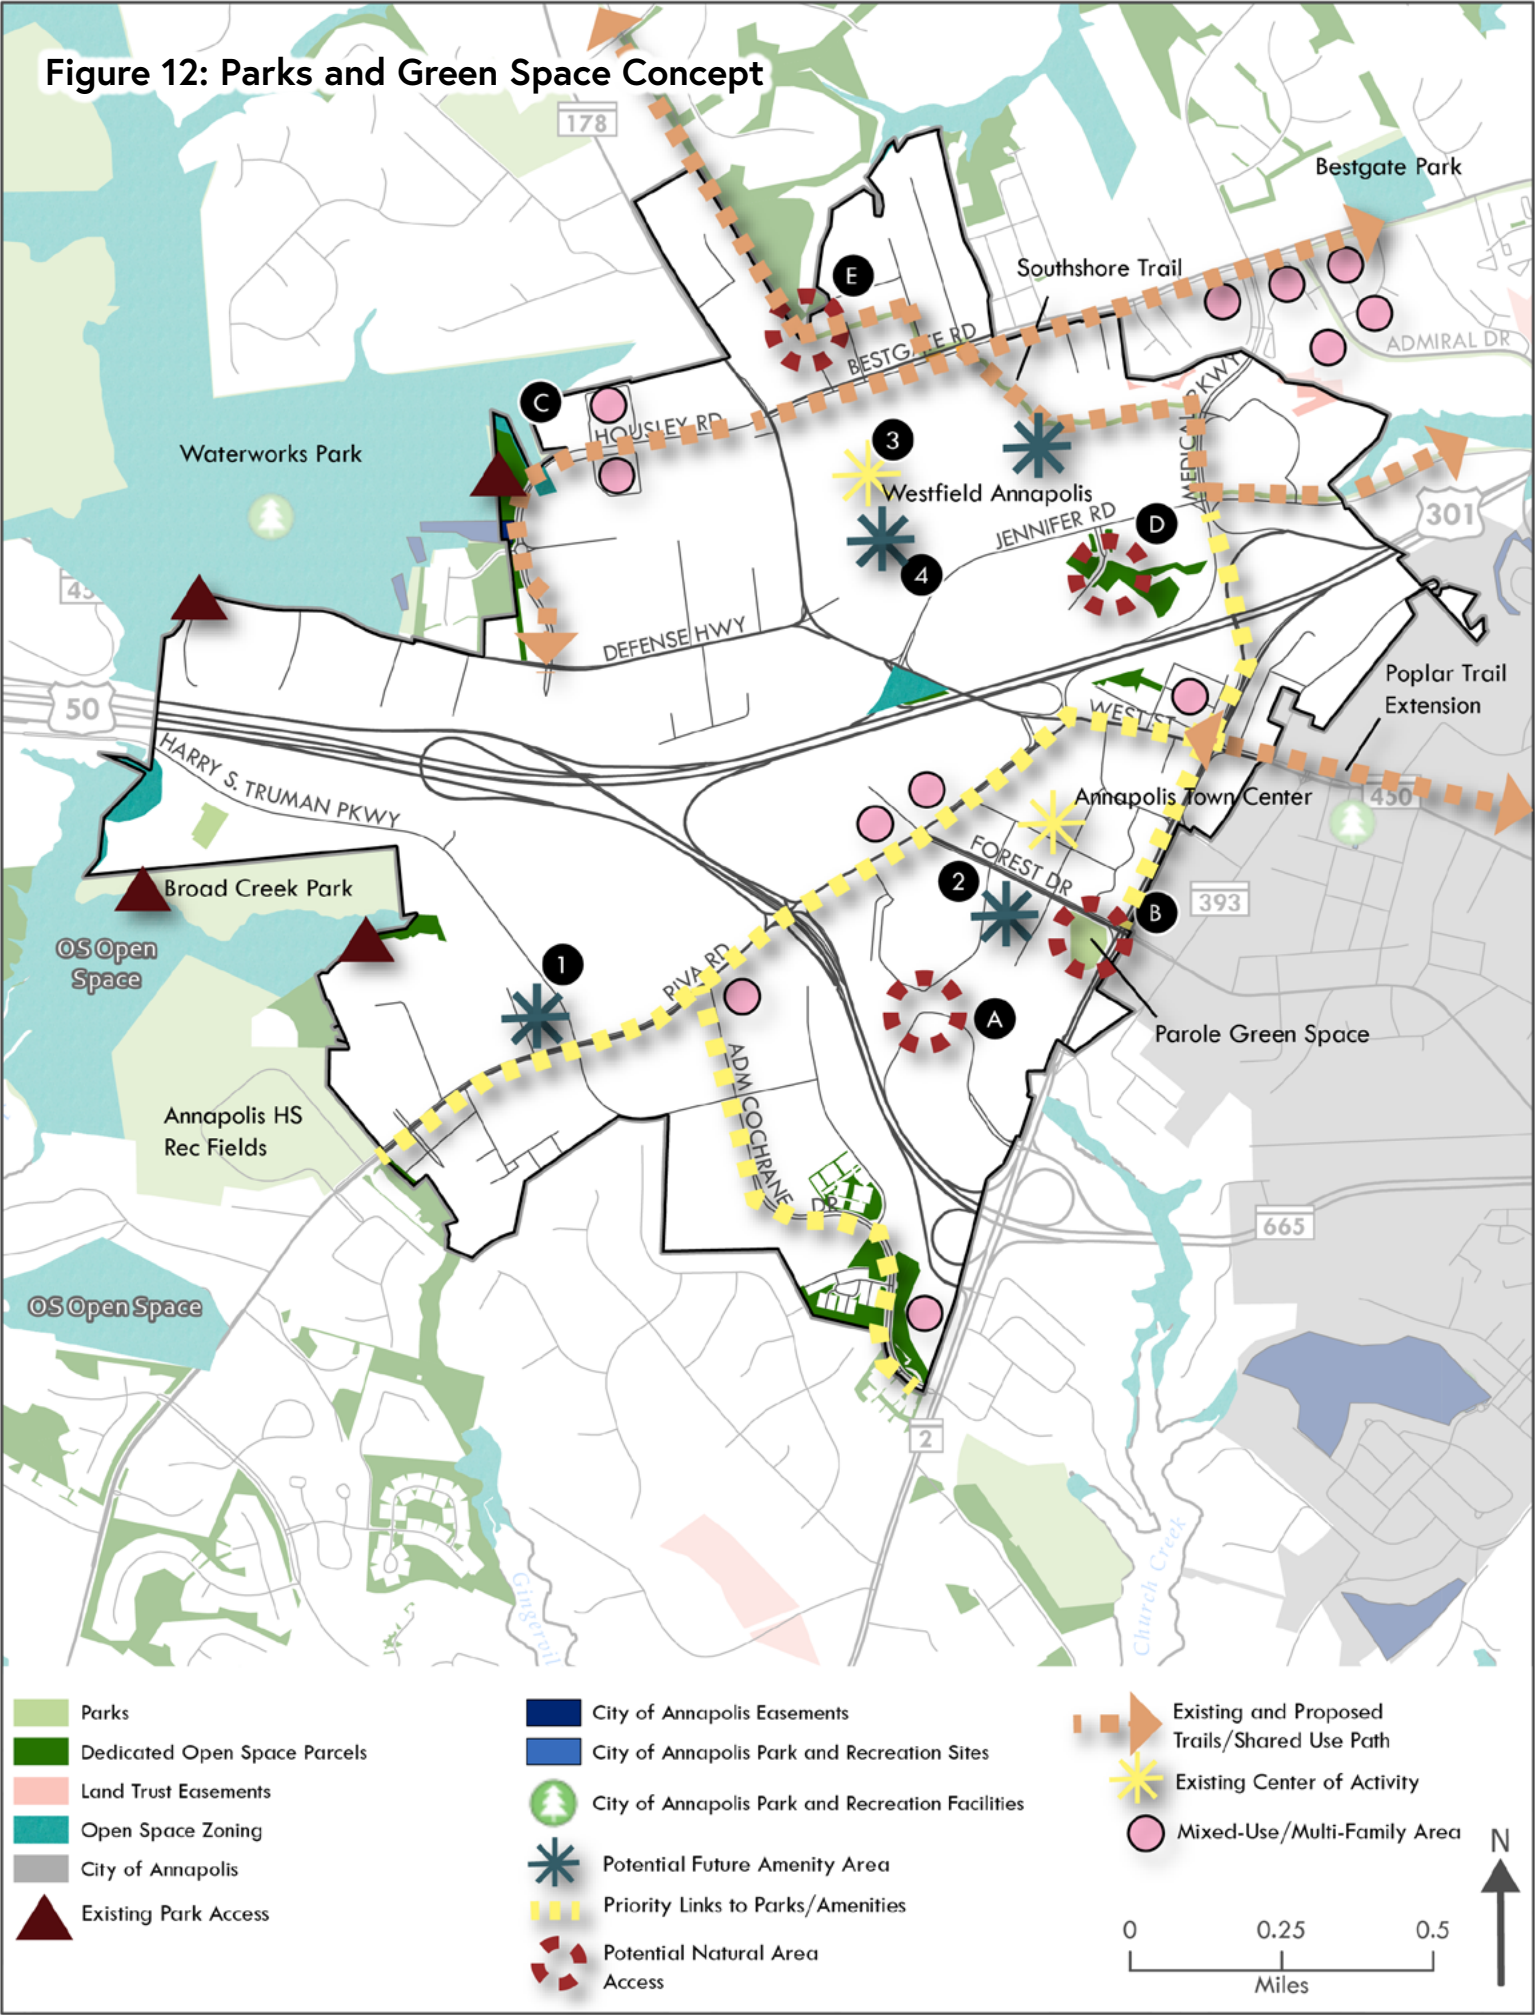 Figure 12: Parks and Green Space Concept
178
Bestgate Park
E
Southshore Trail
BESTGATE RD
ADMIRAL DR
C
HOUSLEY RD
MEDICAL PKWY
3
Waterworks Park
Westfield Annapolis
301
JENNIFER RD
D
4
DEFENSE HWY
Poplar Trail
Extension
50
WEST ST
HARRY S. TRUMAN PKWY
Annapolis Town Center
450
FOREST DR
2
Broad Creek Park
393
B
OS Open
Space
1
RIVA RD
A
Parole Green Space
ADM COCHRANE DR
Annapolis HS
Rec Fields
665
OS Open Space
2
Church Creek
Gingervil
Parks
Dedicated Open Space Parcels
Land Trust Easements
Open Space Zoning
City of Annapolis
Existing Park Access
City of Annapolis Easements
City of Annapolis Park and Recreation Sites
City of Annapolis Park and Recreation Facilities
Potential Future Amenity Area
Priority Links to Parks/Amenities
Potential Natural Area
Access
Existing and Proposed
Trails/Shared Use Path
Existing Center of Activity
Mixed-Use/Multi-Family Area
N
0 0.25 0.5
Miles